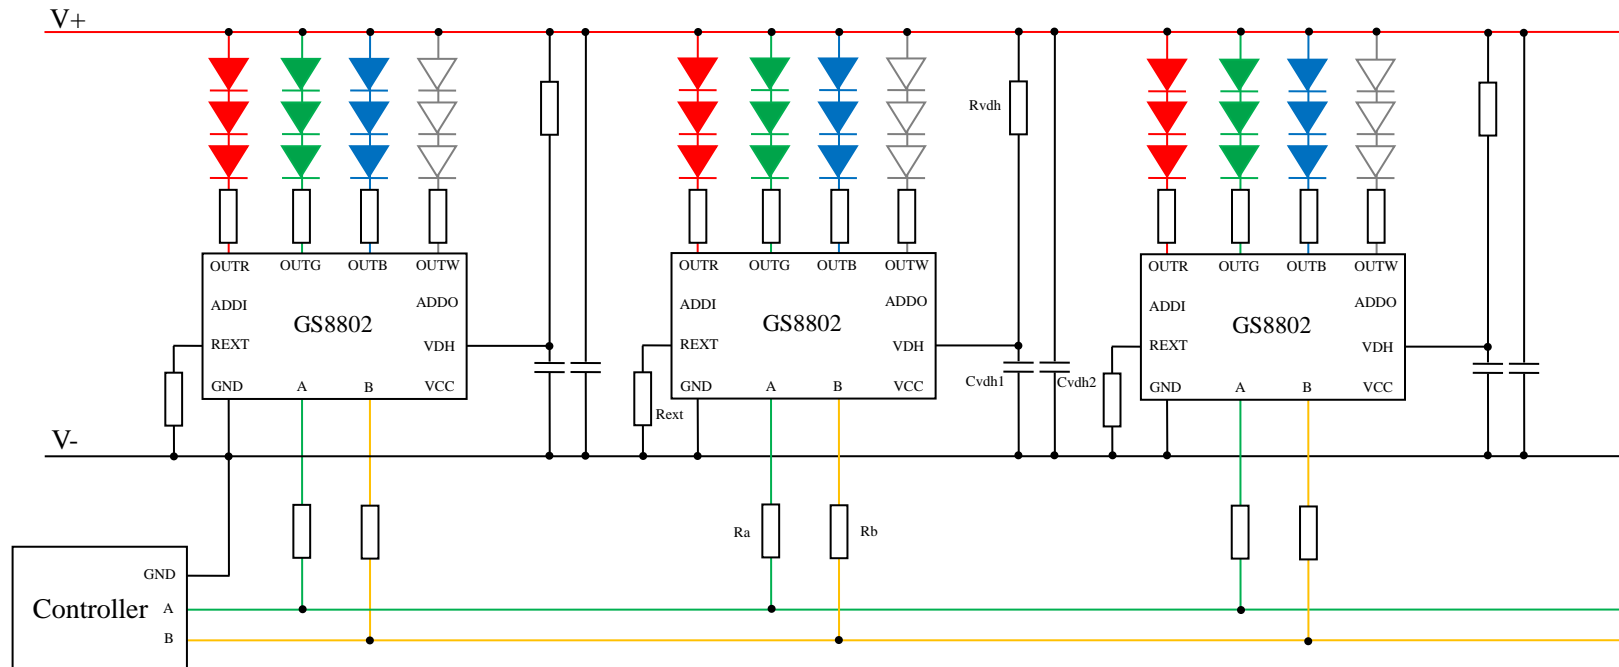 V+
Rvdh
OUTR OUTG OUTB OUTW
ADDI ADDO
GS8802
REXT VDH
GND A B VCC
OUTR OUTG OUTB OUTW
ADDI ADDO
GS8802
REXT VDH
GND A B VCC
Rext
Cvdh1
Cvdh2
OUTR OUTG OUTB OUTW
ADDI ADDO
GS8802
REXT VDH
GND A B VCC
V-
Ra
Rb
GND
Controller A
B